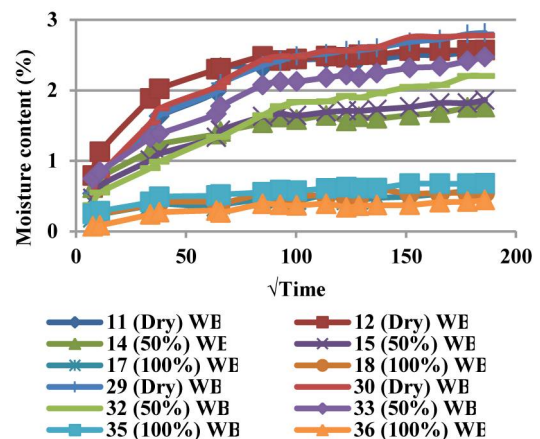 3
2
1
0
Moisture content (%)
0 50 100 150 200
√Time
11 (Dry) WB 12 (Dry) WB
14 (50%) WB 15 (50%) WB
17 (100%) WB 18 (100%) WB
29 (Dry) WB 30 (Dry) WB
32 (50%) WB 33 (50%) WB
35 (100%) WB 36 (100%) WB